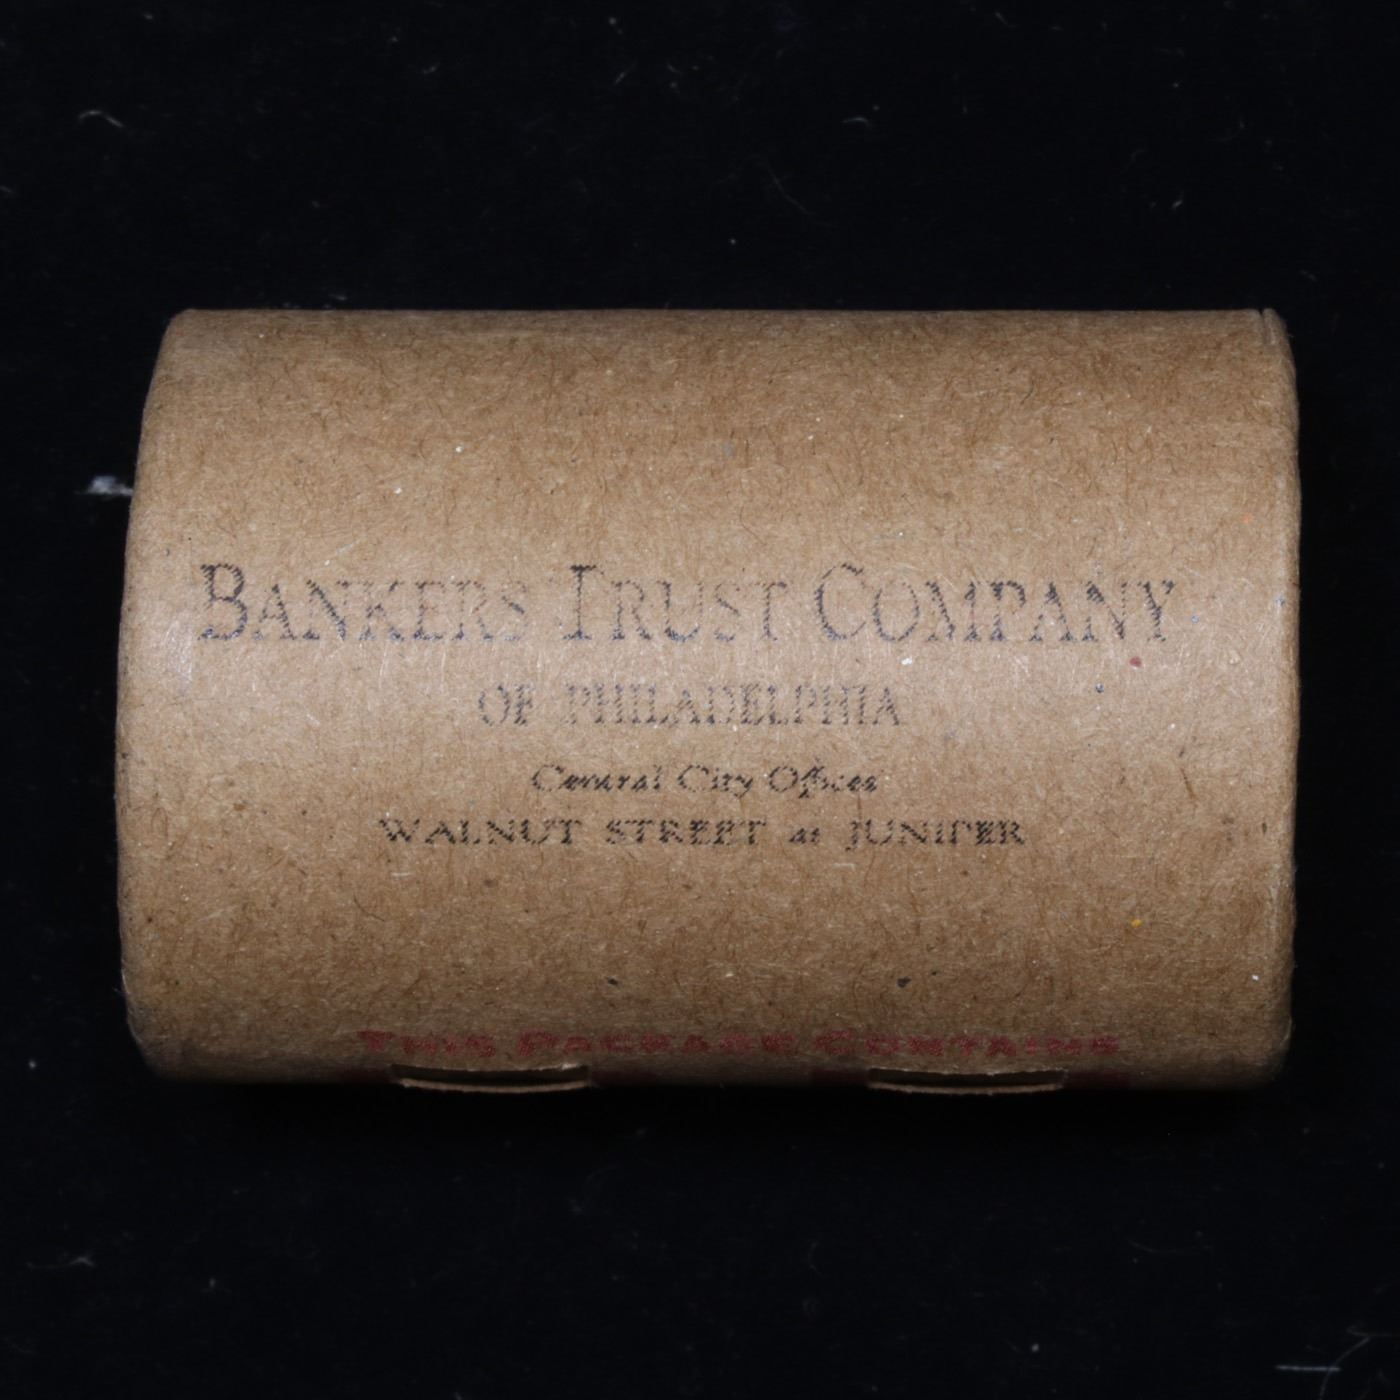 BANKERS TRUST COMPANY
OF PHILADELPHIA
Central City Offices
WALNUT STREET at JUNIPER
THIS PACKAGE CONTAINS